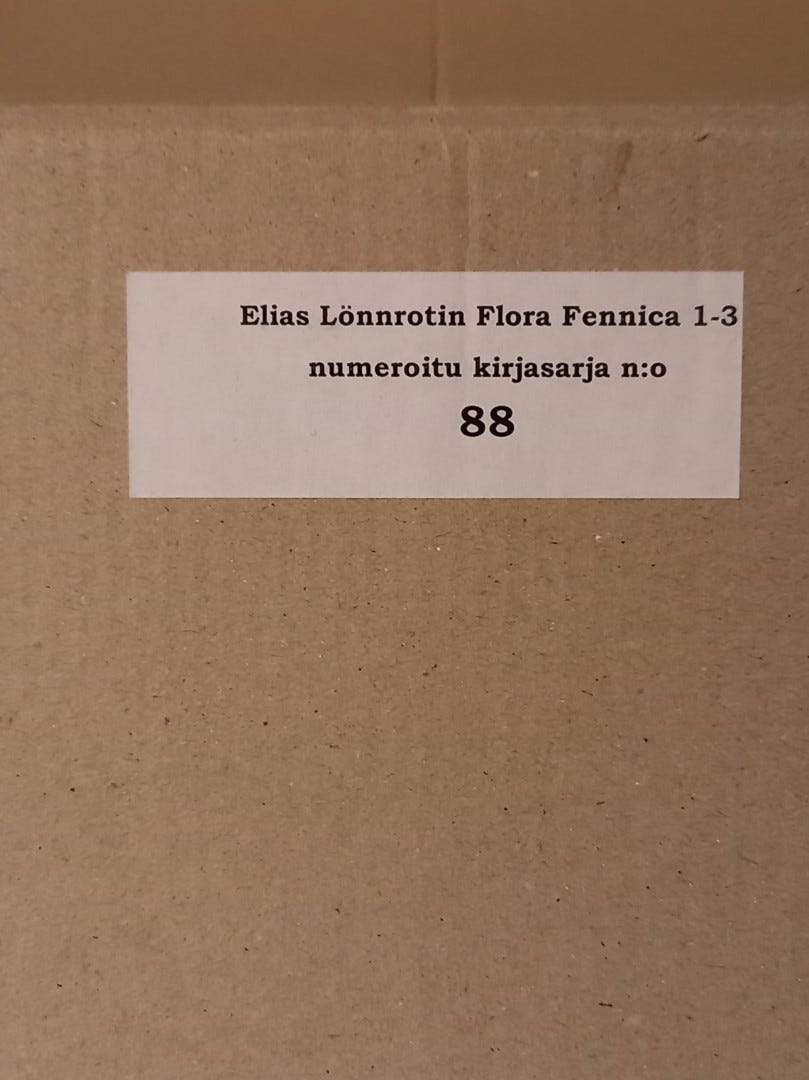 Elias Lönnrotin Flora Fennica 1-3
numeroitu kirjasarja n:o
88